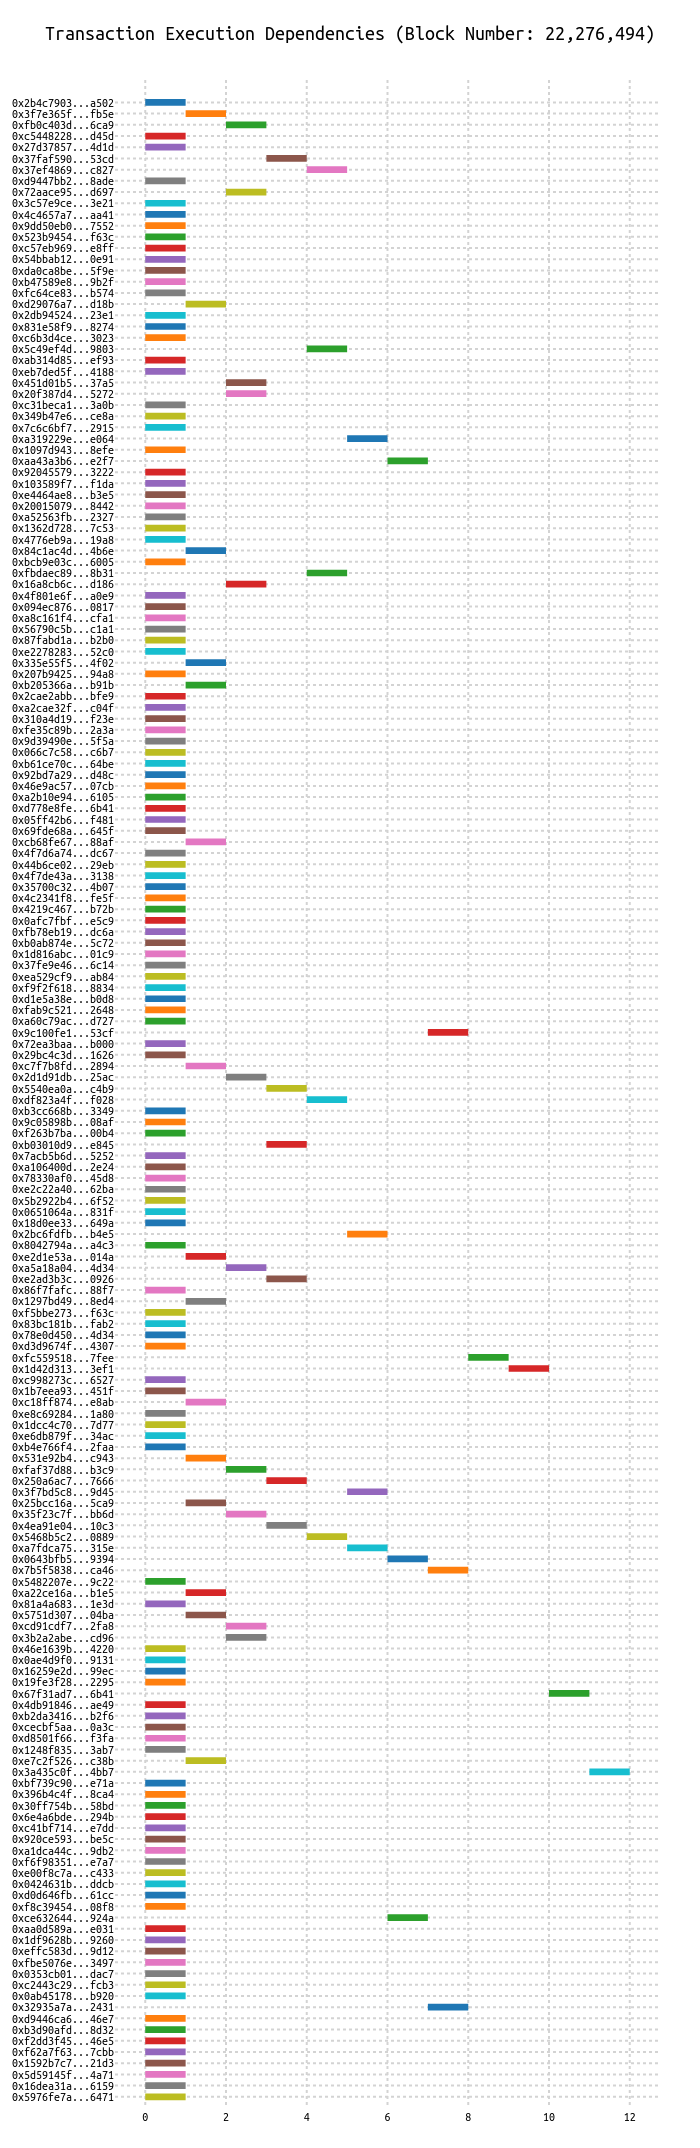 Transaction Execution Dependencies (Block Number: 22,276,494)
0x2b4c7903...a502
0x3f7e365f...fb5e
0xfb0c403d...6ca9
0xc5448228...d45d
0x27d37857...4d1d
0x37faf590...53cd
0x37ef4869...c827
0xd9447bb2...8ade
0x72aace95...d697
0x3c57e9ce...3e21
0x4c4657a7...aa41
0x9dd50eb0...7552
0x523b9454...f63c
0xc57eb969...e8ff
0x54bbab12...0e91
0xda0ca8be...5f9e
0xb47589e8...9b2f
0xfc64ce83...b574
0xd29076a7...d18b
0x2db94524...23e1
0x831e58f9...8274
0xc6b3d4ce...3023
0x5c49ef4d...9803
0xab314d85...ef93
0xeb7ded5f...4188
0x451d01b5...37a5
0x20f387d4...5272
0xc31beca1...3a0b
0x349b47e6...ce8a
0x7c6c6bf7...2915
0xa319229e...e064
0x1097d943...8efe
0xaa43a3b6...e2f7
0x92045579...3222
0x103589f7...f1da
0xe4464ae8...b3e5
0x20015079...8442
0xa52563fb...2327
0x1362d728...7c53
0x4776eb9a...19a8
0x84c1ac4d...4b6e
0xbcb9e03c...6005
0xfbdaec89...8b31
0x16a8cb6c...d186
0x4f801e6f...a0e9
0x094ec876...0817
0xa8c161f4...cfa1
0x56790c5b...c1a1
0x87fabd1a...b2b0
0xe2278283...52c0
0x335e55f5...4f02
0x207b9425...94a8
0xb205366a...b91b
0x2cae2abb...bfe9
0xa2cae32f...c04f
0x310a4d19...f23e
0xfe35c89b...2a3a
0x9d39490e...5f5a
0x066c7c58...c6b7
0xb61ce70c...64be
0x92bd7a29...d48c
0x46e9ac57...07cb
0xa2b10e94...6105
0xd778e8fe...6b41
0x05ff42b6...f481
0x69fde68a...645f
0xcb68fe67...88af
0x4f7d6a74...dc67
0x44b6ce02...29eb
0x4f7de43a...3138
0x35700c32...4b07
0x4c2341f8...fe5f
0x4219c467...b72b
0x0afc7fbf...e5c9
0xfb78eb19...dc6a
0xb0ab874e...5c72
0x1d816abc...01c9
0x37fe9e46...6c14
0xea529cf9...ab84
0xf9f2f618...8834
0xd1e5a38e...b0d8
0xfab9c521...2648
0xa60c79ac...d727
0x9c100fe1...53cf
0x72ea3baa...b000
0x29bc4c3d...1626
0xc7f7b8fd...2894
0x2d1d91db...25ac
0x5540ea0a...c4b9
0xdf823a4f...f028
0xb3cc668b...3349
0x9c05898b...08af
0xf263b7ba...00b4
0xb03010d9...e845
0x7acb5b6d...5252
0xa106400d...2e24
0x78330af0...45d8
0xe2c22a40...62ba
0x5b2922b4...6f52
0x0651064a...831f
0x18d0ee33...649a
0x2bc6fdfb...b4e5
0x8042794a...a4c3
0xe2d1e53a...014a
0xa5a18a04...4d34
0xe2ad3b3c...0926
0x86f7fafc...88f7
0x1297bd49...8ed4
0xf5bbe273...f63c
0x83bc181b...fab2
0x78e0d450...4d34
0xd3d9674f...4307
0xfc559518...7fee
0x1d42d313...3ef1
0xc998273c...6527
0x1b7eea93...451f
0xc18ff874...e8ab
0xe8c69284...1a80
0x1dcc4c70...7d77
0xe6db879f...34ac
0xb4e766f4...2faa
0x531e92b4...c943
0xfaf37d88...b3c9
0x250a6ac7...7666
0x3f7bd5c8...9d45
0x25bcc16a...5ca9
0x35f23c7f...bb6d
0x4ea91e04...10c3
0x5468b5c2...0889
0xa7fdca75...315e
0x0643bfb5...9394
0x7b5f5838...ca46
0x5482207e...9c22
0xa22ce16a...b1e5
0x81a4a683...1e3d
0x5751d307...04ba
0xcd91cdf7...2fa8
0x3b2a2abe...cd96
0x46e1639b...4220
0x0ae4d9f0...9131
0x16259e2d...99ec
0x19fe3f28...2295
0x67f31ad7...6b41
0x4db91846...ae49
0xb2da3416...b2f6
0xcecbf5aa...0a3c
0xd8501f66...f3fa
0x1248f835...3ab7
0xe7c2f526...c38b
0x3a435c0f...4bb7
0xbf739c90...e71a
0x396b4c4f...8ca4
0x30ff754b...58bd
0x6e4a6bde...294b
0xc41bf714...e7dd
0x920ce593...be5c
0xa1dca44c...9db2
0xf6f98351...e7a7
0xe00f8c7a...c433
0x0424631b...ddcb
0xd0d646fb...61cc
0xf8c39454...08f8
0xce632644...924a
0xaa0d589a...e031
0x1df9628b...9260
0xeffc583d...9d12
0xfbe5076e...3497
0x0353cb01...dac7
0xc2443c29...fcb3
0x0ab45178...b920
0x32935a7a...2431
0xd9446ca6...46e7
0xb3d90afd...8d32
0xf2dd3f45...46e5
0xf62a7f63...7cbb
0x1592b7c7...21d3
0x5d59145f...4a71
0x16dea31a...6159
0x5976fe7a...6471
0 2 4 6 8 10 12